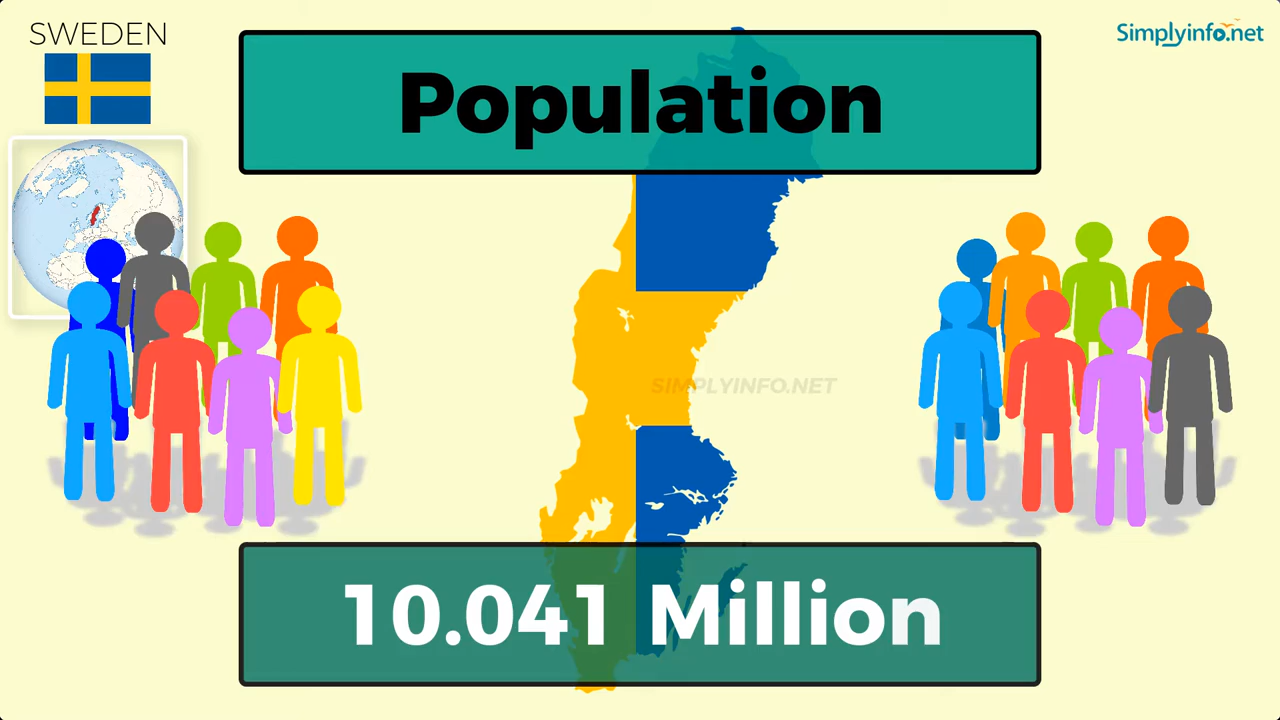 SWEDEN
Simplyinfo.net
Population
SIMPLYINFO.NET
10.041 Million